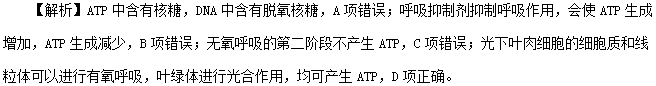 【解析】ATP 中含有核糖，DNA 中含有脱氧核糖，A 项错误；呼吸抑制剂抑制呼吸作用，会使 ATP 生成
增加，ATP 生成减少，B 项错误；无氧呼吸的第二阶段不产生 ATP，C 项错误；光下叶肉细胞的细胞质和线
粒体可以进行有氧呼吸，叶绿体进行光合作用，均可产生 ATP，D 项正确。